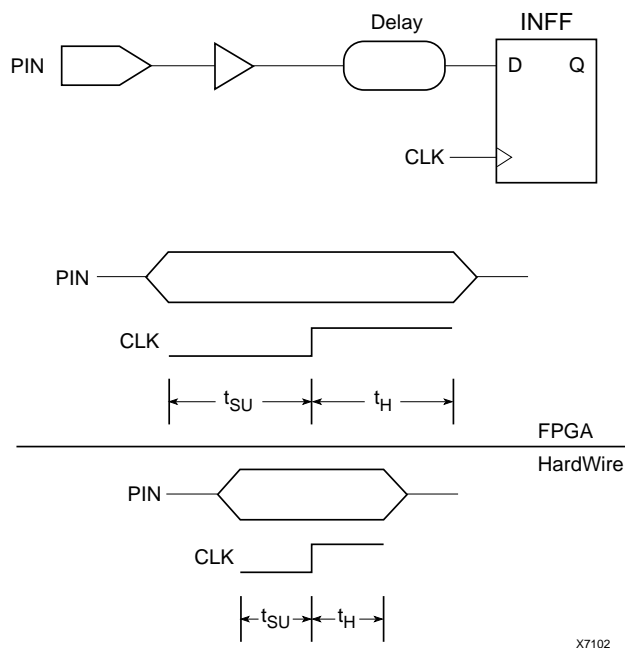 Delay INFF
PIN D Q
CLK
PIN
CLK
tSU tH
FPGA
HardWire
PIN
CLK
tSU tH
X7102